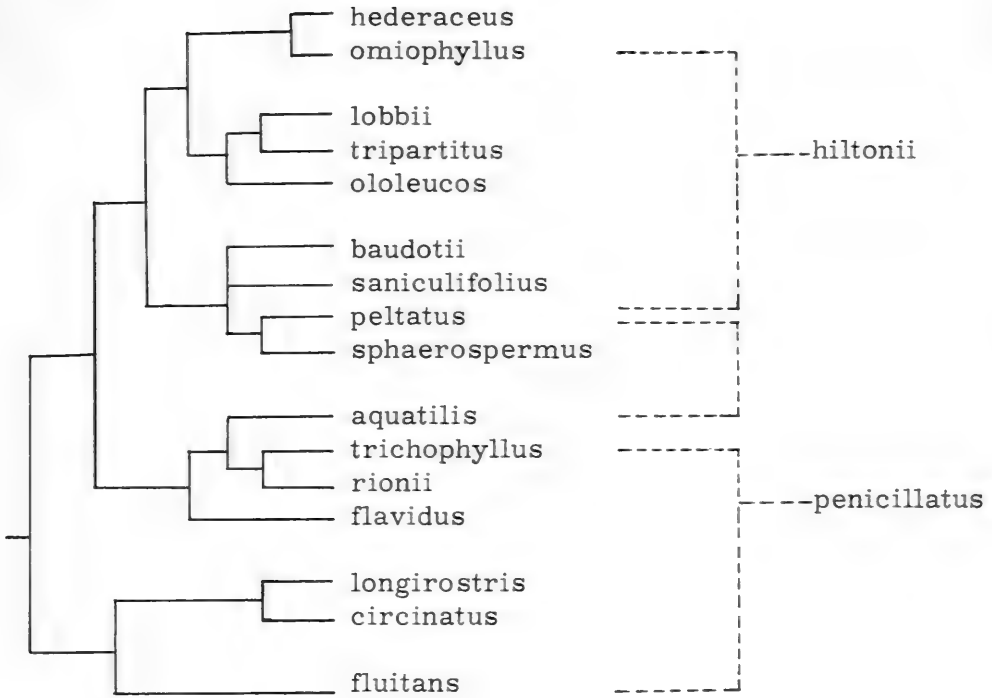 hederaceus
omiophyllus
lobbii
tripartitus
hiltonii
ololeucos
baudotii
saniculifolius
peltatus
sphaerospermus
aquatilis
trichophyllus
rionii
penicillatus
flavidus
longirostris
circinatus
fluitans